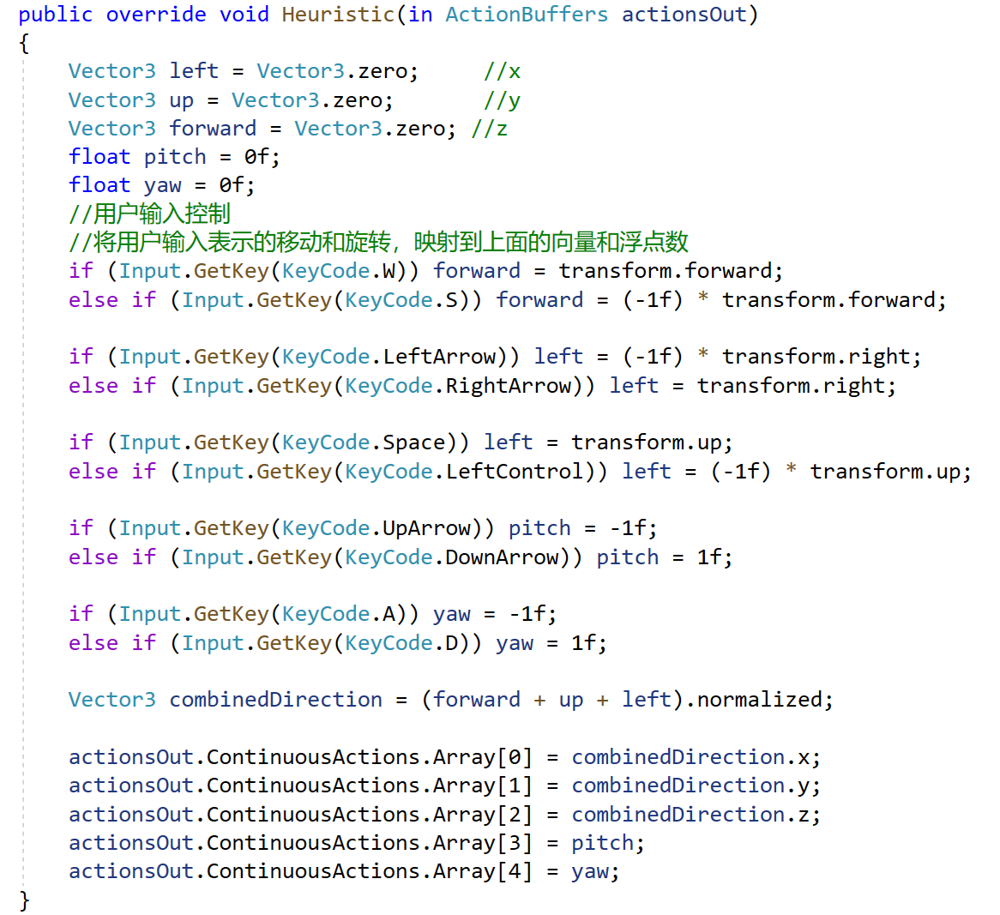 public override void Heuristic(in ActionBuffers actionsOut)
{
Vector3 left = Vector3.zero;     //x
Vector3 up = Vector3.zero;       //y
Vector3 forward = Vector3.zero; //z
float pitch = 0f;
float yaw = 0f;
//用户输入控制
//将用户输入表示的移动和旋转，映射到上面的向量和浮点数
if (Input.GetKey(KeyCode.W)) forward = transform.forward;
else if (Input.GetKey(KeyCode.S)) forward = (-1f) * transform.forward;
if (Input.GetKey(KeyCode.LeftArrow)) left = (-1f) * transform.right;
else if (Input.GetKey(KeyCode.RightArrow)) left = transform.right;
if (Input.GetKey(KeyCode.Space)) left = transform.up;
else if (Input.GetKey(KeyCode.LeftControl)) left = (-1f) * transform.up;
if (Input.GetKey(KeyCode.UpArrow)) pitch = -1f;
else if (Input.GetKey(KeyCode.DownArrow)) pitch = 1f;
if (Input.GetKey(KeyCode.A)) yaw = -1f;
else if (Input.GetKey(KeyCode.D)) yaw = 1f;
Vector3 combinedDirection = (forward + up + left).normalized;
actionsOut.ContinuousActions.Array[0] = combinedDirection.x;
actionsOut.ContinuousActions.Array[1] = combinedDirection.y;
actionsOut.ContinuousActions.Array[2] = combinedDirection.z;
actionsOut.ContinuousActions.Array[3] = pitch;
actionsOut.ContinuousActions.Array[4] = yaw;
}